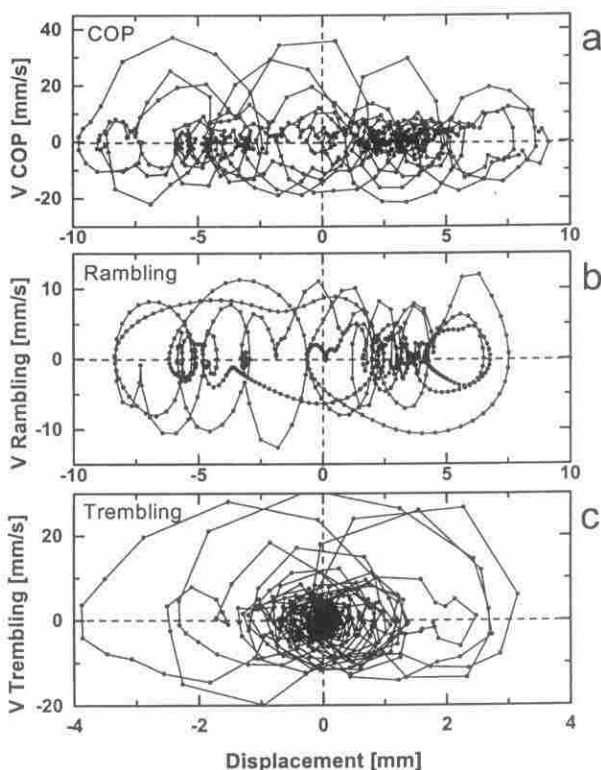 COP
a
V COP [mm/s]
40
20
0
-20
-10
-5
0
5
10
Rambling
b
V Rambling [mm/s]
10
0
-10
-10
-5
0
5
10
Trembling
c
V Trembling [mm/s]
20
0
-20
-4
-2
0
2
4
Displacement [mm]